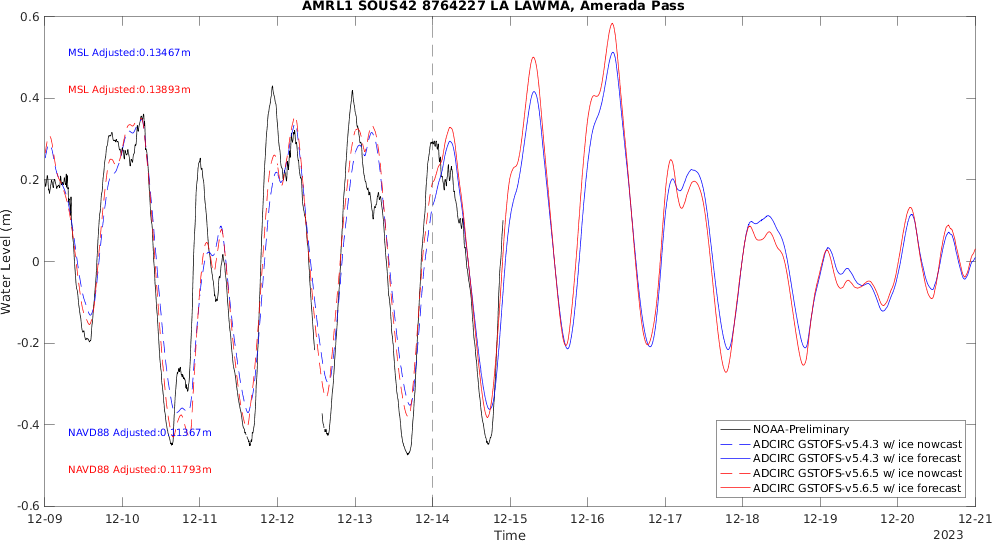 AMRL1 SOUS42 8764227 LA LAWMA, Amerada Pass
0.6
MSL Adjusted:0.13467m
MSL Adjusted:0.13893m
0.4
0.2
0
-0.2
-0.4
-0.6
Water Level (m)
NAVD88 Adjusted:0.11367m
NAVD88 Adjusted:0.11793m
NOAA-Preliminary
ADCIRC GSTOFS-v5.4.3 w/ ice nowcast
ADCIRC GSTOFS-v5.4.3 w/ ice forecast
ADCIRC GSTOFS-v5.6.5 w/ ice nowcast
ADCIRC GSTOFS-v5.6.5 w/ ice forecast
12-09 12-10 12-11 12-12 12-13 12-14 12-15 12-16 12-17 12-18 12-19 12-20 12-21
Time
2023